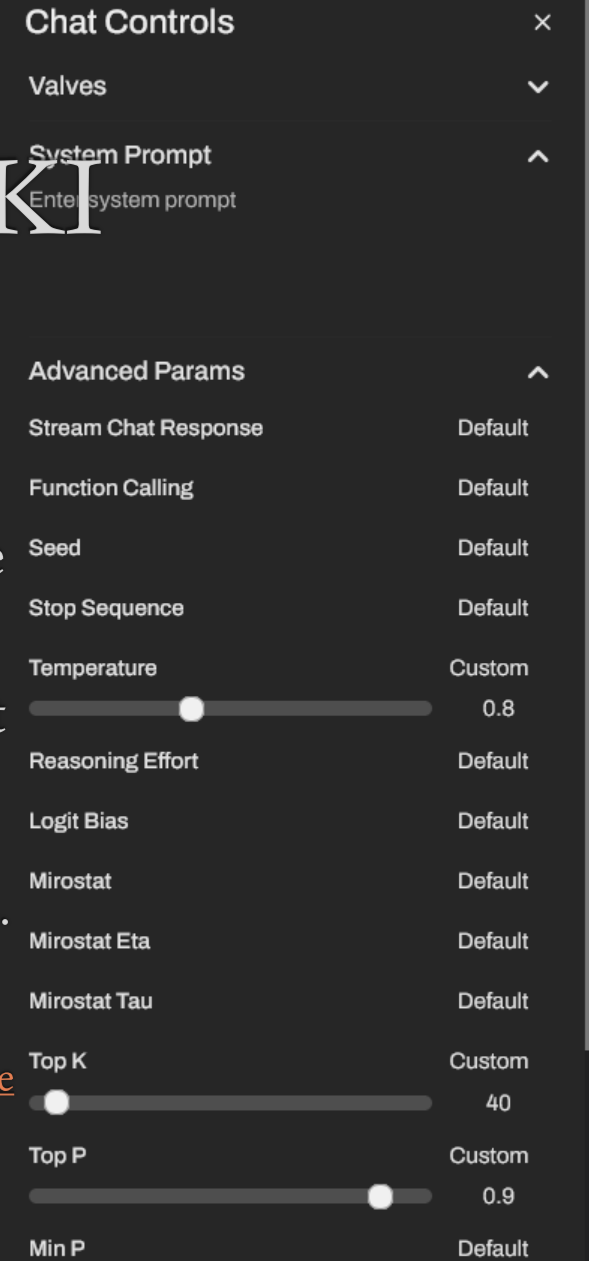 Chat Controls ×
Valves
System Prompt
KI
Enter system prompt
Advanced Params
Stream Chat Response Default
Function Calling Default
Seed Default
e
Stop Sequence Default
Temperature Custom
t 0.8
Reasoning Effort Default
Logit Bias Default
Mirostat Default
.
Mirostat Eta Default
Mirostat Tau Default
Top K Custom
e 40
Top P Custom
0.9
Min P Default